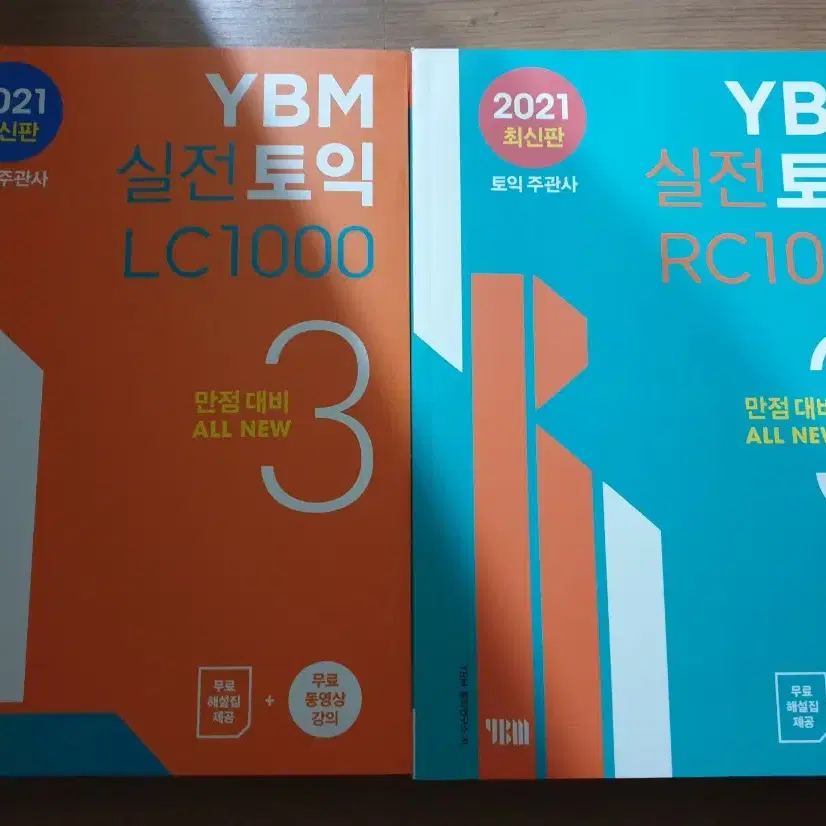 021
신판
주관사
YBM
실전 토익
LC1000
3
만점 대비
ALL NEW
무료
해설집
제공
+
무료
동영상
강의
2021
최신판
토익 주관사
YB
실전 토
RC10
3
만점 대비
ALL NEW
YBM
무료
해설집
제공